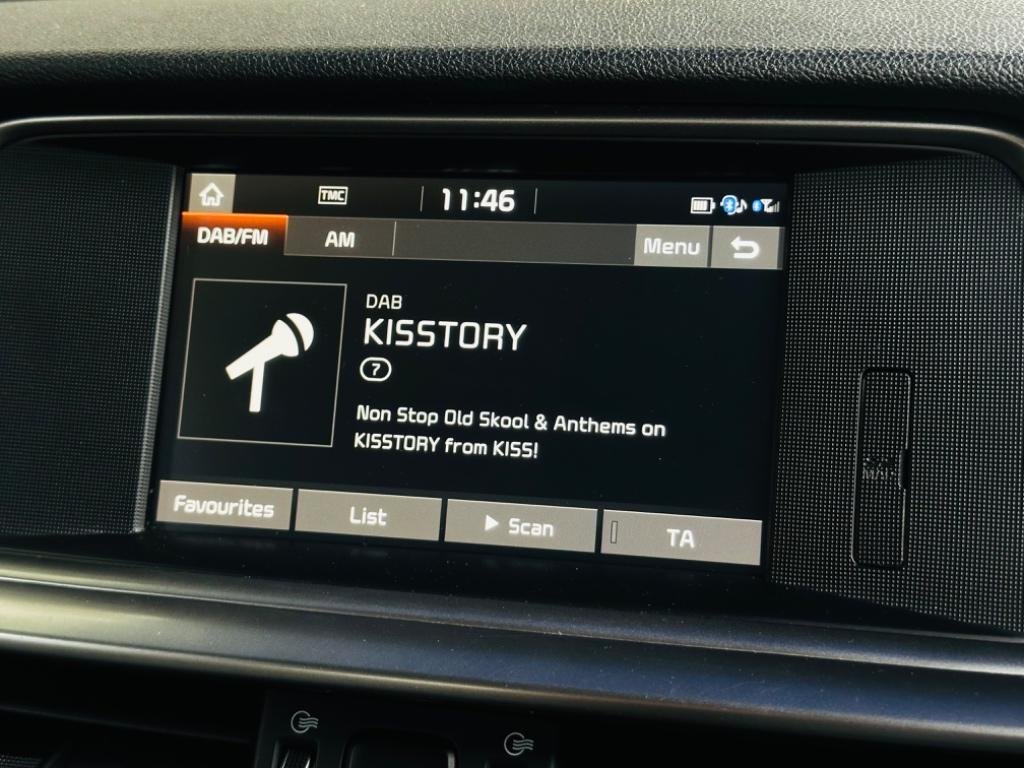 TMC
11:46
DAB/FM
AM
Menu
DAB
KISSTORY
7
Non Stop Old Skool & Anthems on
KISSTORY from KISS!
Favourites
List
Scan
TA